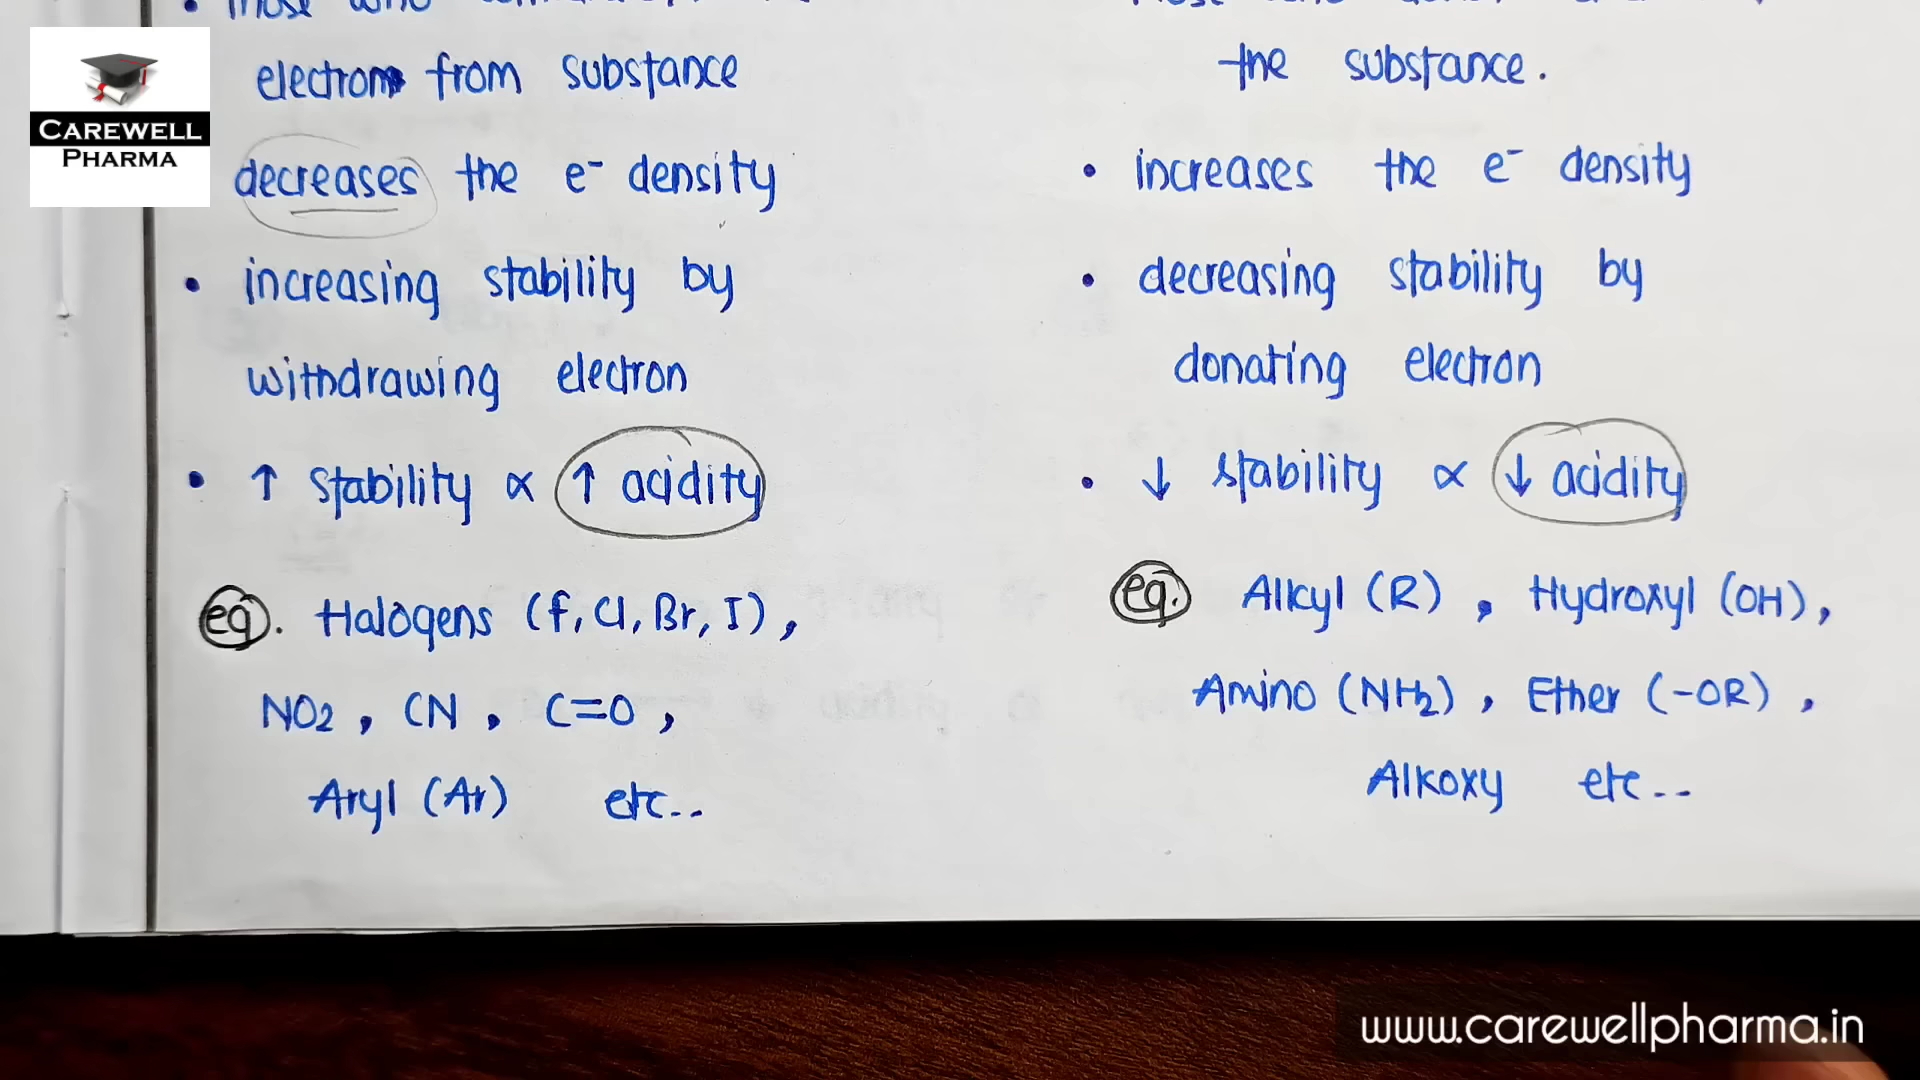 electron from substance
decreases the e⁻ density
• increasing stability by
withdrawing electron
• ↑ stability ∝ ↑ acidity
eg. Halogens (F, Cl, Br, I),
NO2, CN, C=O,
Aryl (Ar) etc..
the substance.
• increases the e⁻ density
• decreasing stability by
donating electron
• ↓ stability ∝ ↓ acidity
eg. Alkyl (R), Hydroxyl (OH),
Amino (NH2), Ether (-OR),
Alkoxy etc..
CAREWELL
PHARMA
www.carewellpharma.in